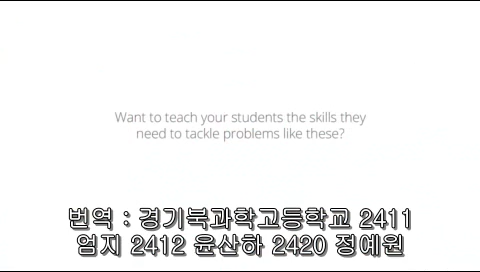 Want to teach your students the skills they
need to tackle problems like these?
번역 : 경기북과학고등학교 2411
엄지 2412 윤산하 2420 정예원